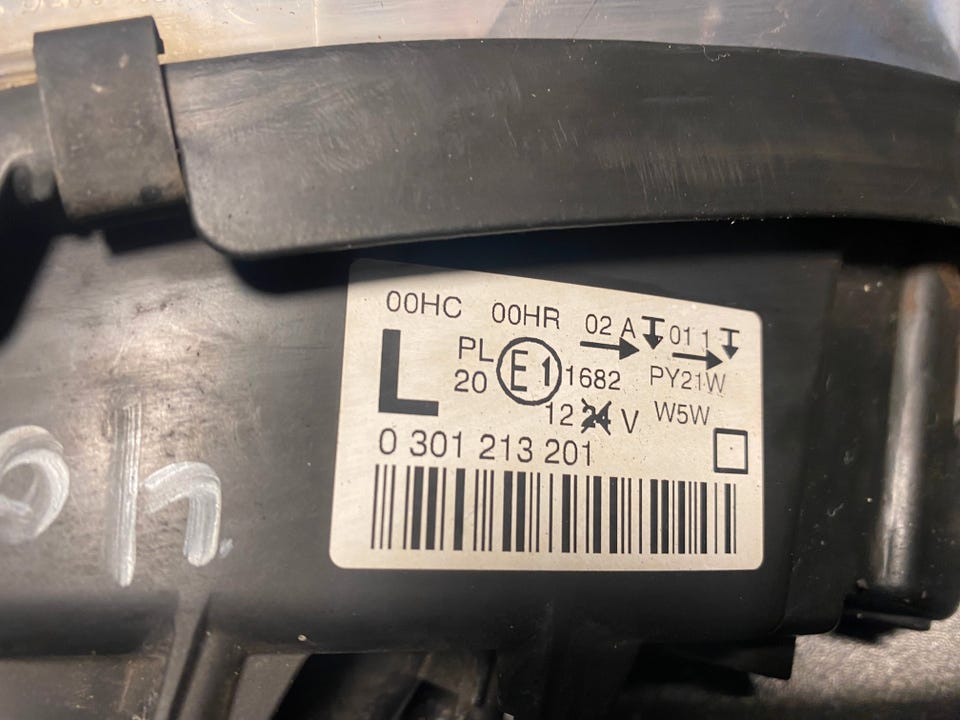 00HC 00HR 02 A 01 1
L PL E1 1682 PY21W
20
12 24 V W5W
0 301 213 201